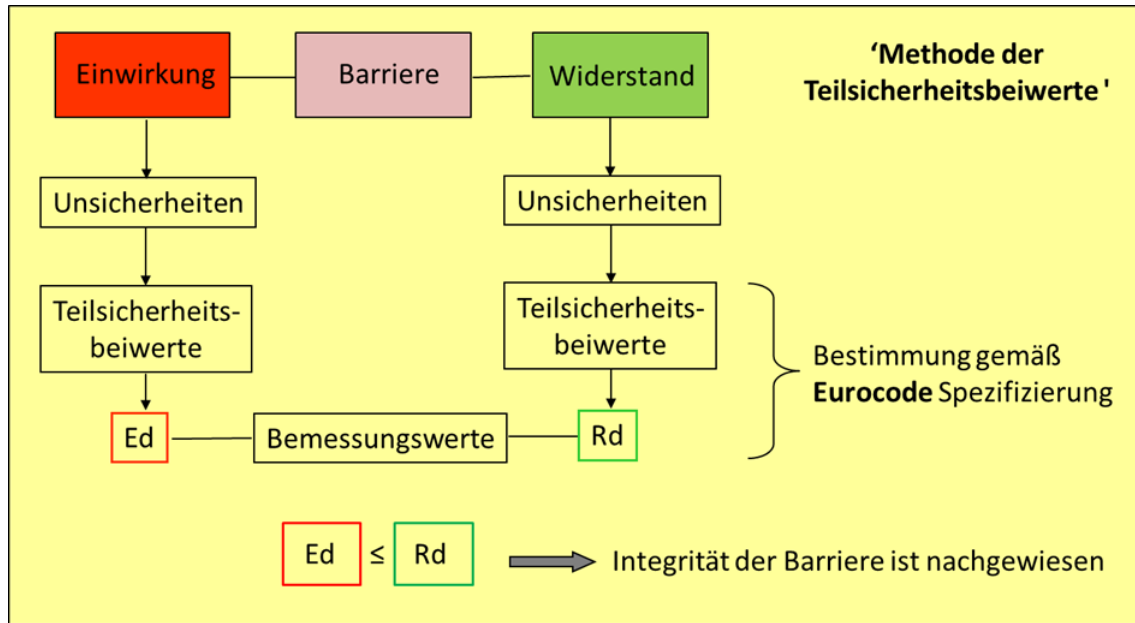 Einwirkung
Barriere
Widerstand
‘Methode der
Teilsicherheitsbeiwerte '
Unsicherheiten
Unsicherheiten
Teilsicherheits-
beiwerte
Teilsicherheits-
beiwerte
Bestimmung gemäß
Eurocode Spezifizierung
Ed
Bemessungswerte
Rd
Ed ≤ Rd
Integrität der Barriere ist nachgewiesen